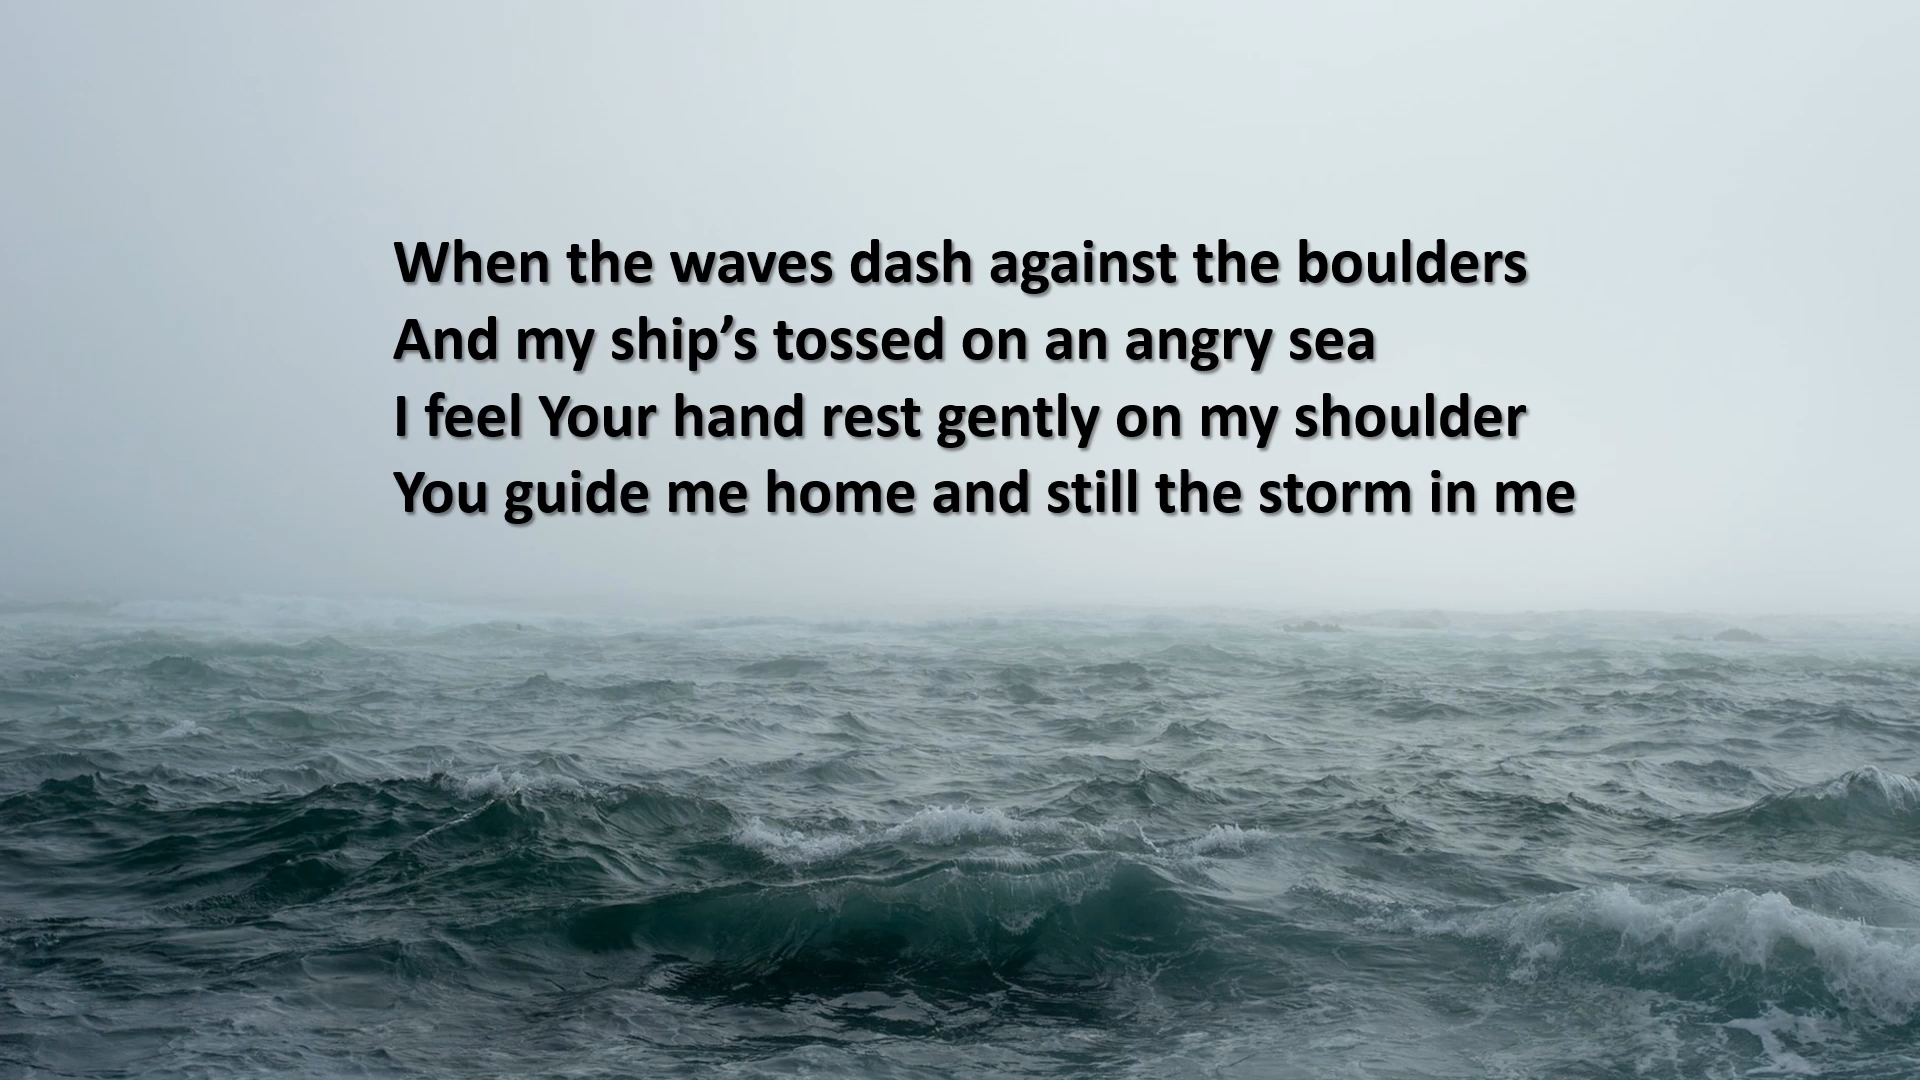 When the waves dash against the boulders
And my ship’s tossed on an angry sea
I feel Your hand rest gently on my shoulder
You guide me home and still the storm in me